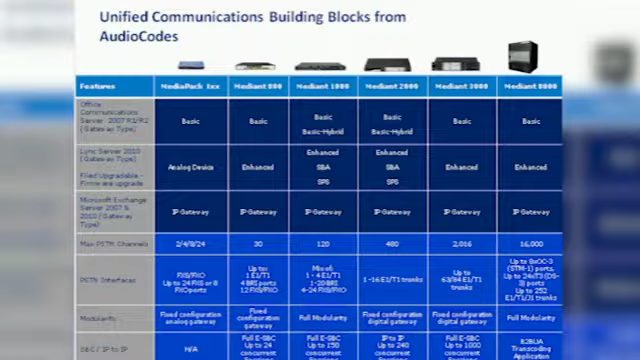 Unified Communications Building Blocks from
AudioCodes
Features MediaPack 1xx Mediant 800 Mediant 1000 Mediant 2000 Mediant 3000 Mediant 8000
Office
Communications
Server 2007 R1/R2
(Gateway Type)
Basic Basic Basic Basic-Hybrid Basic Basic-Hybrid Basic Basic
Lync Server 2010
(Gateway Type)
Filed Upgradable -
Firmware upgrade
Analog Device Enhanced Enhanced SBA SPS Enhanced SBA SPS Enhanced Enhanced
Microsoft Exchange
Server 2007 &
2010 (Gateway
Type)
IP Gateway IP Gateway IP Gateway IP Gateway IP Gateway IP Gateway
Max PSTN Channels 2/4/8/24 30 120 480 2,016 16,000
PSTN Interfaces
FXS/FXO
Up to 24 FXS or 8
FXO ports
Up to:
1 E1/T1
4 BRI ports
12 FXS/FXO
Mix of:
1 - 4 E1/T1
1-20 BRI
4-24 FXS/FXO
1 -16 E1/T1 trunks
Up to
63/84 E1/T1
trunks
Up to 8xOC-3
(STM-1) ports,
Up to 24xT3 (DS-
3) ports
Up to 252
E1/T1/J1 trunks
Modularity
Fixed configuration
analog gateway
Fixed
configuration
gateway
Full Modularity
Fixed configuration
digital gateway
Fixed configuration
digital gateway
Full Modularity
SBC / IP to IP
N/A
Full E-SBC
Up to 24
concurrent
Full E-SBC
Up to 150
concurrent
IP to IP
Up to 240
concurrent
Full E-SBC
Up to 1000
concurrent
B2BUA
Transcoding
Application